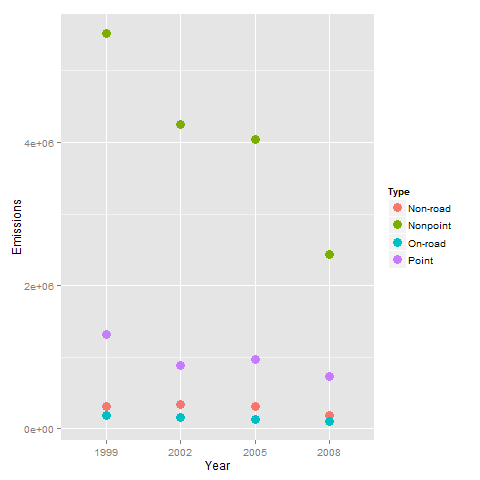 4e+06
2e+06
0e+00
Emissions
1999 2002 2005 2008
Year
Type
Non-road
Nonpoint
On-road
Point